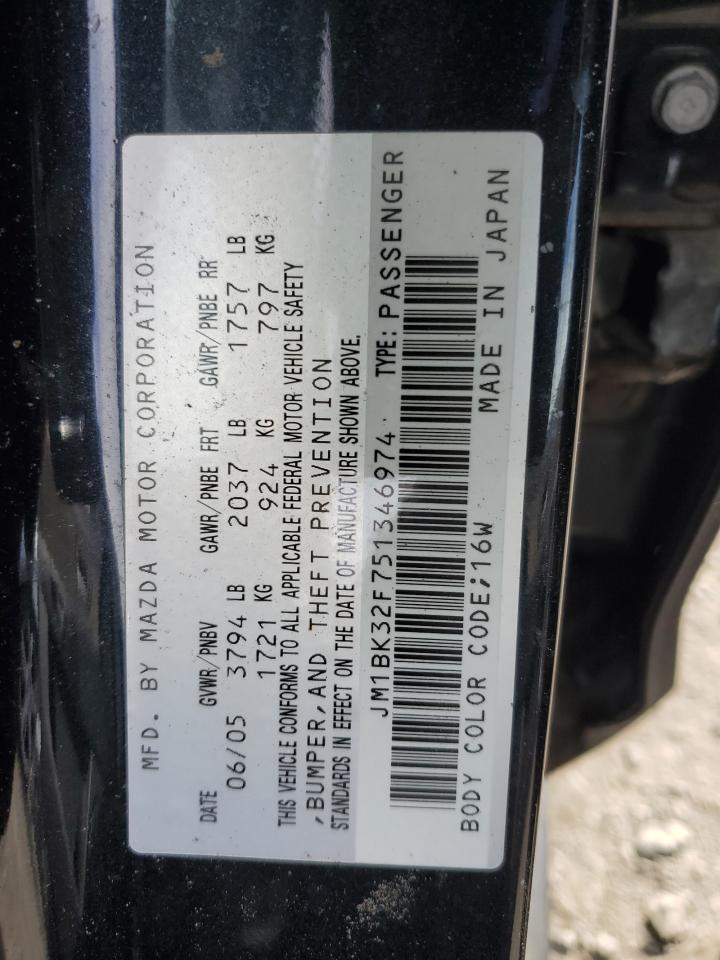 MFD. BY MAZDA MOTOR CORPORATION
DATE GVWR/PNBV GAWR/PNBE FRT GAWR/PNBE RR
06/05 3794 LB 2037 LB 1757 LB
1721 KG 924 KG 797 KG
THIS VEHICLE CONFORMS TO ALL APPLICABLE FEDERAL MOTOR VEHICLE SAFETY
,BUMPER,AND THEFT PREVENTION
STANDARDS IN EFFECT ON THE DATE OF MANUFACTURE SHOWN ABOVE.
JM1BK32F751346974 TYPE: PASSENGER
BODY COLOR CODE;16W MADE IN JAPAN